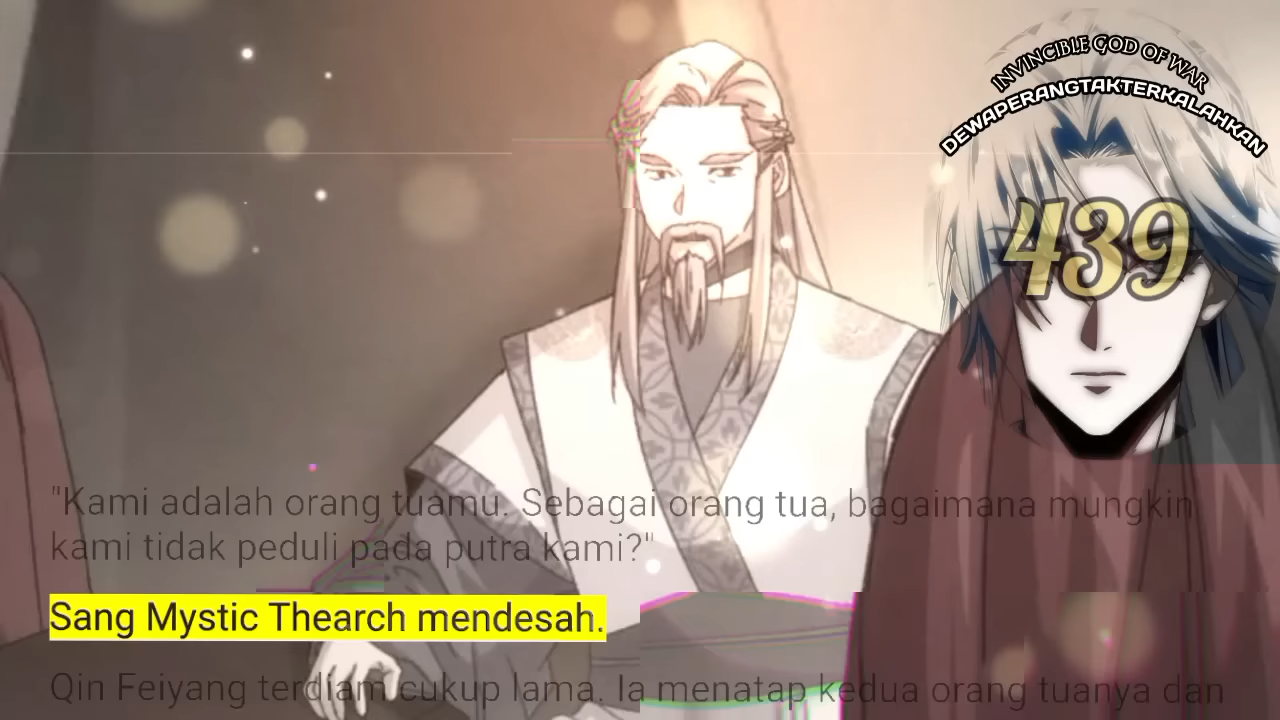 INVINCIBLE GOD OF WAR
DEWAPERANGTAKTERKALAHKAN
439
"Kami adalah orang tuamu. Sebagai orang tua, bagaimana mungkin
kami tidak peduli pada putra kami?"
Sang Mystic Thearch mendesah.
Qin Feiyang terdiam cukup lama. Ia menatap kedua orang tuanya dan